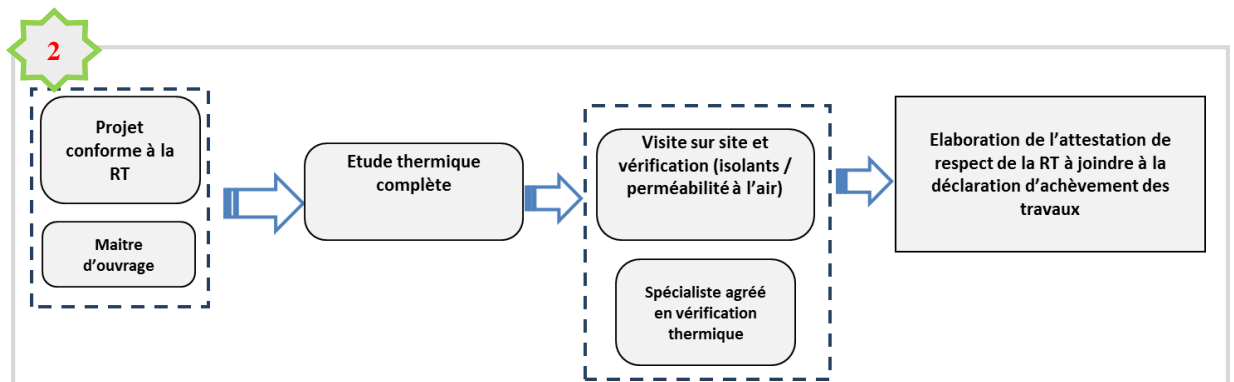 2
Projet
conforme à la
RT
Maitre
d'ouvrage
Etude thermique
complète
Visite sur site et
vérification (isolants /
perméabilité à l'air)
Spécialiste agréé
en vérification
thermique
Elaboration de l'attestation de
respect de la RT à joindre à la
déclaration d'achèvement des
travaux